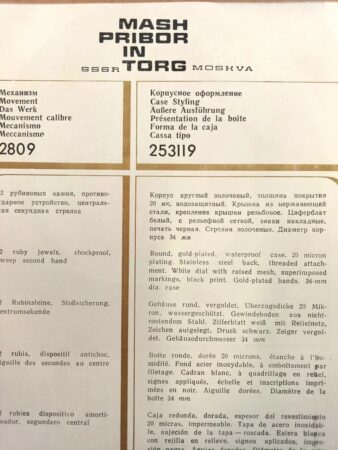 MASH
PRIBOR
IN
SSSR TORG MOSHVA
Механизм
Movement
Das Werk
Mouvement calibre
Mecanismo
Meccanismo
2809
Корпусное оформление
Case Styling
Äußere Ausführung
Présentation de la boîte
Forma de la caja
Cassa tipo
253119
2 рубиновых камня, противо-
ударное устройство, централь-
ная секундная стрелка
2 ruby jewels, shockproof,
sweep second hand
2 Rubinsteine, Stoßsicherung,
entrumsekunde
2 rubis, dispositif antichoc,
iguille des secondes au centre
2 rubíes dispositivo amorti-
nador, segundero central
Корпус круглый золоченый, толщина покрытия
20 мк, водозащитный. Крышка из нержавеющей
стали, крепление крышки резьбовое. Циферблат
белый, с рельефной сегкой, знаки накладные,
печать черная. Стрелки золоченые. Диаметр кор-
пуса 34 мм
Round, gold-plated, waterproof case. 20 micron
plating. Stainless steel back, threaded attach-
ment. White dial with raised mesh, superimposed
markings, black print. Gold-plated hands. 34-mm
dia. case
Gehäuse rund, vergoldet, Überzugsdicke 20 Mik-
ron, wassergeschützt. Gewindeboden aus nicht-
rostendem Stahl. Zifferblatt weiß mit Reliefnetz,
Zeichen aufgelegt, Druck schwarz. Zeiger vergol-
det. Gehäusedurchmesser 34 mm
Boîte ronde, dorée 20 microns, étanche à l'hu-
midité. Fond acier inoxydable, à emboîtement par
filetage. Cadran blanc, à quadrillage en relief,
signes appliqués, échelle et inscriptions impri-
mées en noir. Aiguille dorées. Diamètre de la
boîte 34 mm
Caja redonda, dorada, espesor del revestimiento
20 micras, impermeable. Tapa de acero inoxidab-
le, sujeción de la tapa — roscada. Esfera blanca
con rejilla en relieve, signos aplicados, impre-